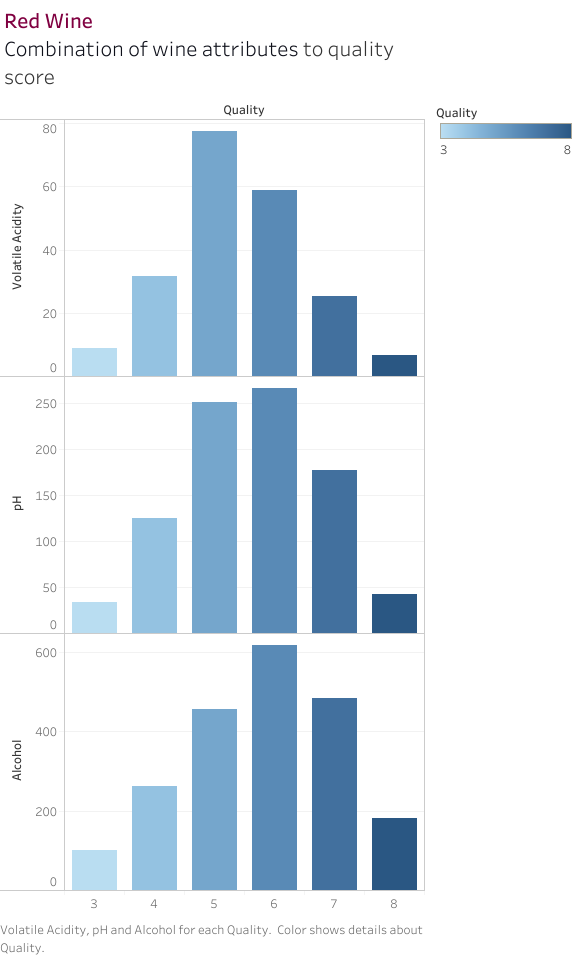 Red Wine
Combination of wine attributes to quality
score
Quality
Quality
3 8
Volatile Acidity
80
60
40
20
0
pH
250
200
150
100
50
0
Alcohol
600
400
200
0
3 4 5 6 7 8
Volatile Acidity, pH and Alcohol for each Quality.  Color shows details about
Quality.